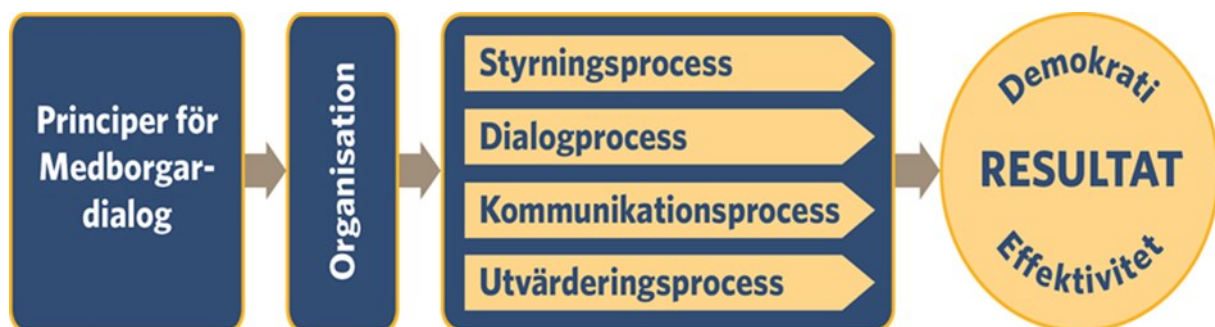 Principer för
Medborgar-
dialog
Organisation
Styrningsprocess
Dialogprocess
Kommunikationsprocess
Utvärderingsprocess
Demokrati
RESULTAT
Effektivitet